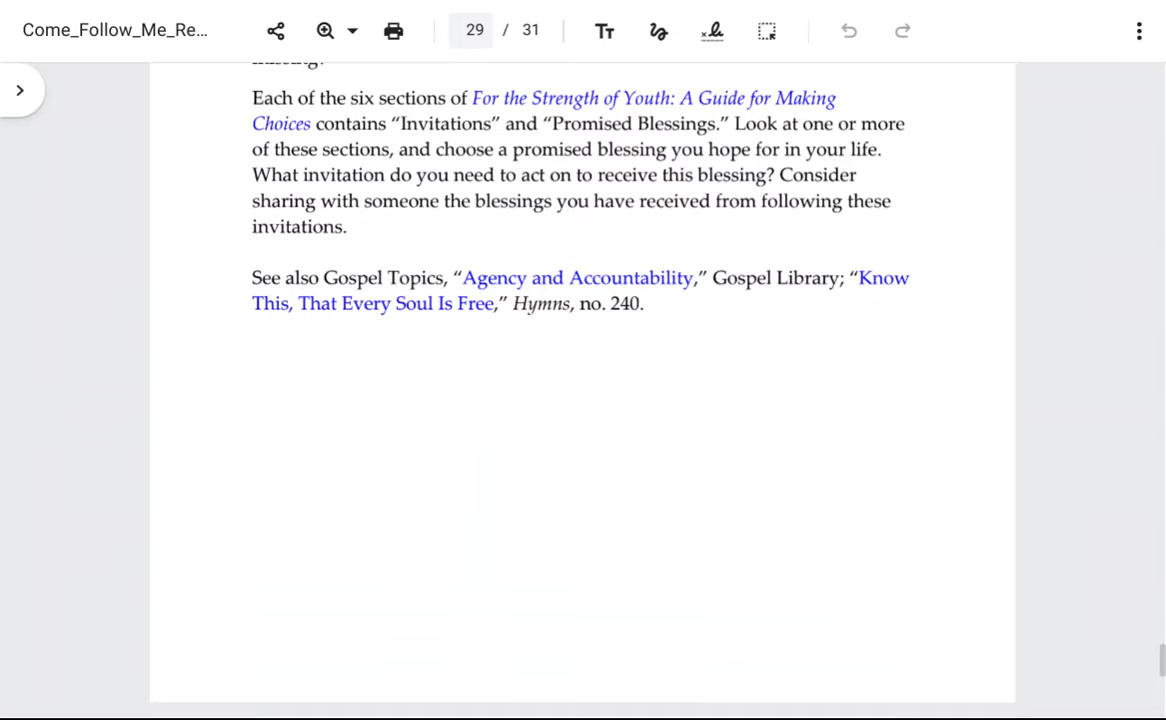 Come_Follow_Me_Re...
29 / 31
Each of the six sections of For the Strength of Youth: A Guide for Making
Choices contains “Invitations” and “Promised Blessings.” Look at one or more
of these sections, and choose a promised blessing you hope for in your life.
What invitation do you need to act on to receive this blessing? Consider
sharing with someone the blessings you have received from following these
invitations.
See also Gospel Topics, “Agency and Accountability,” Gospel Library; “Know
This, That Every Soul Is Free,” Hymns, no. 240.